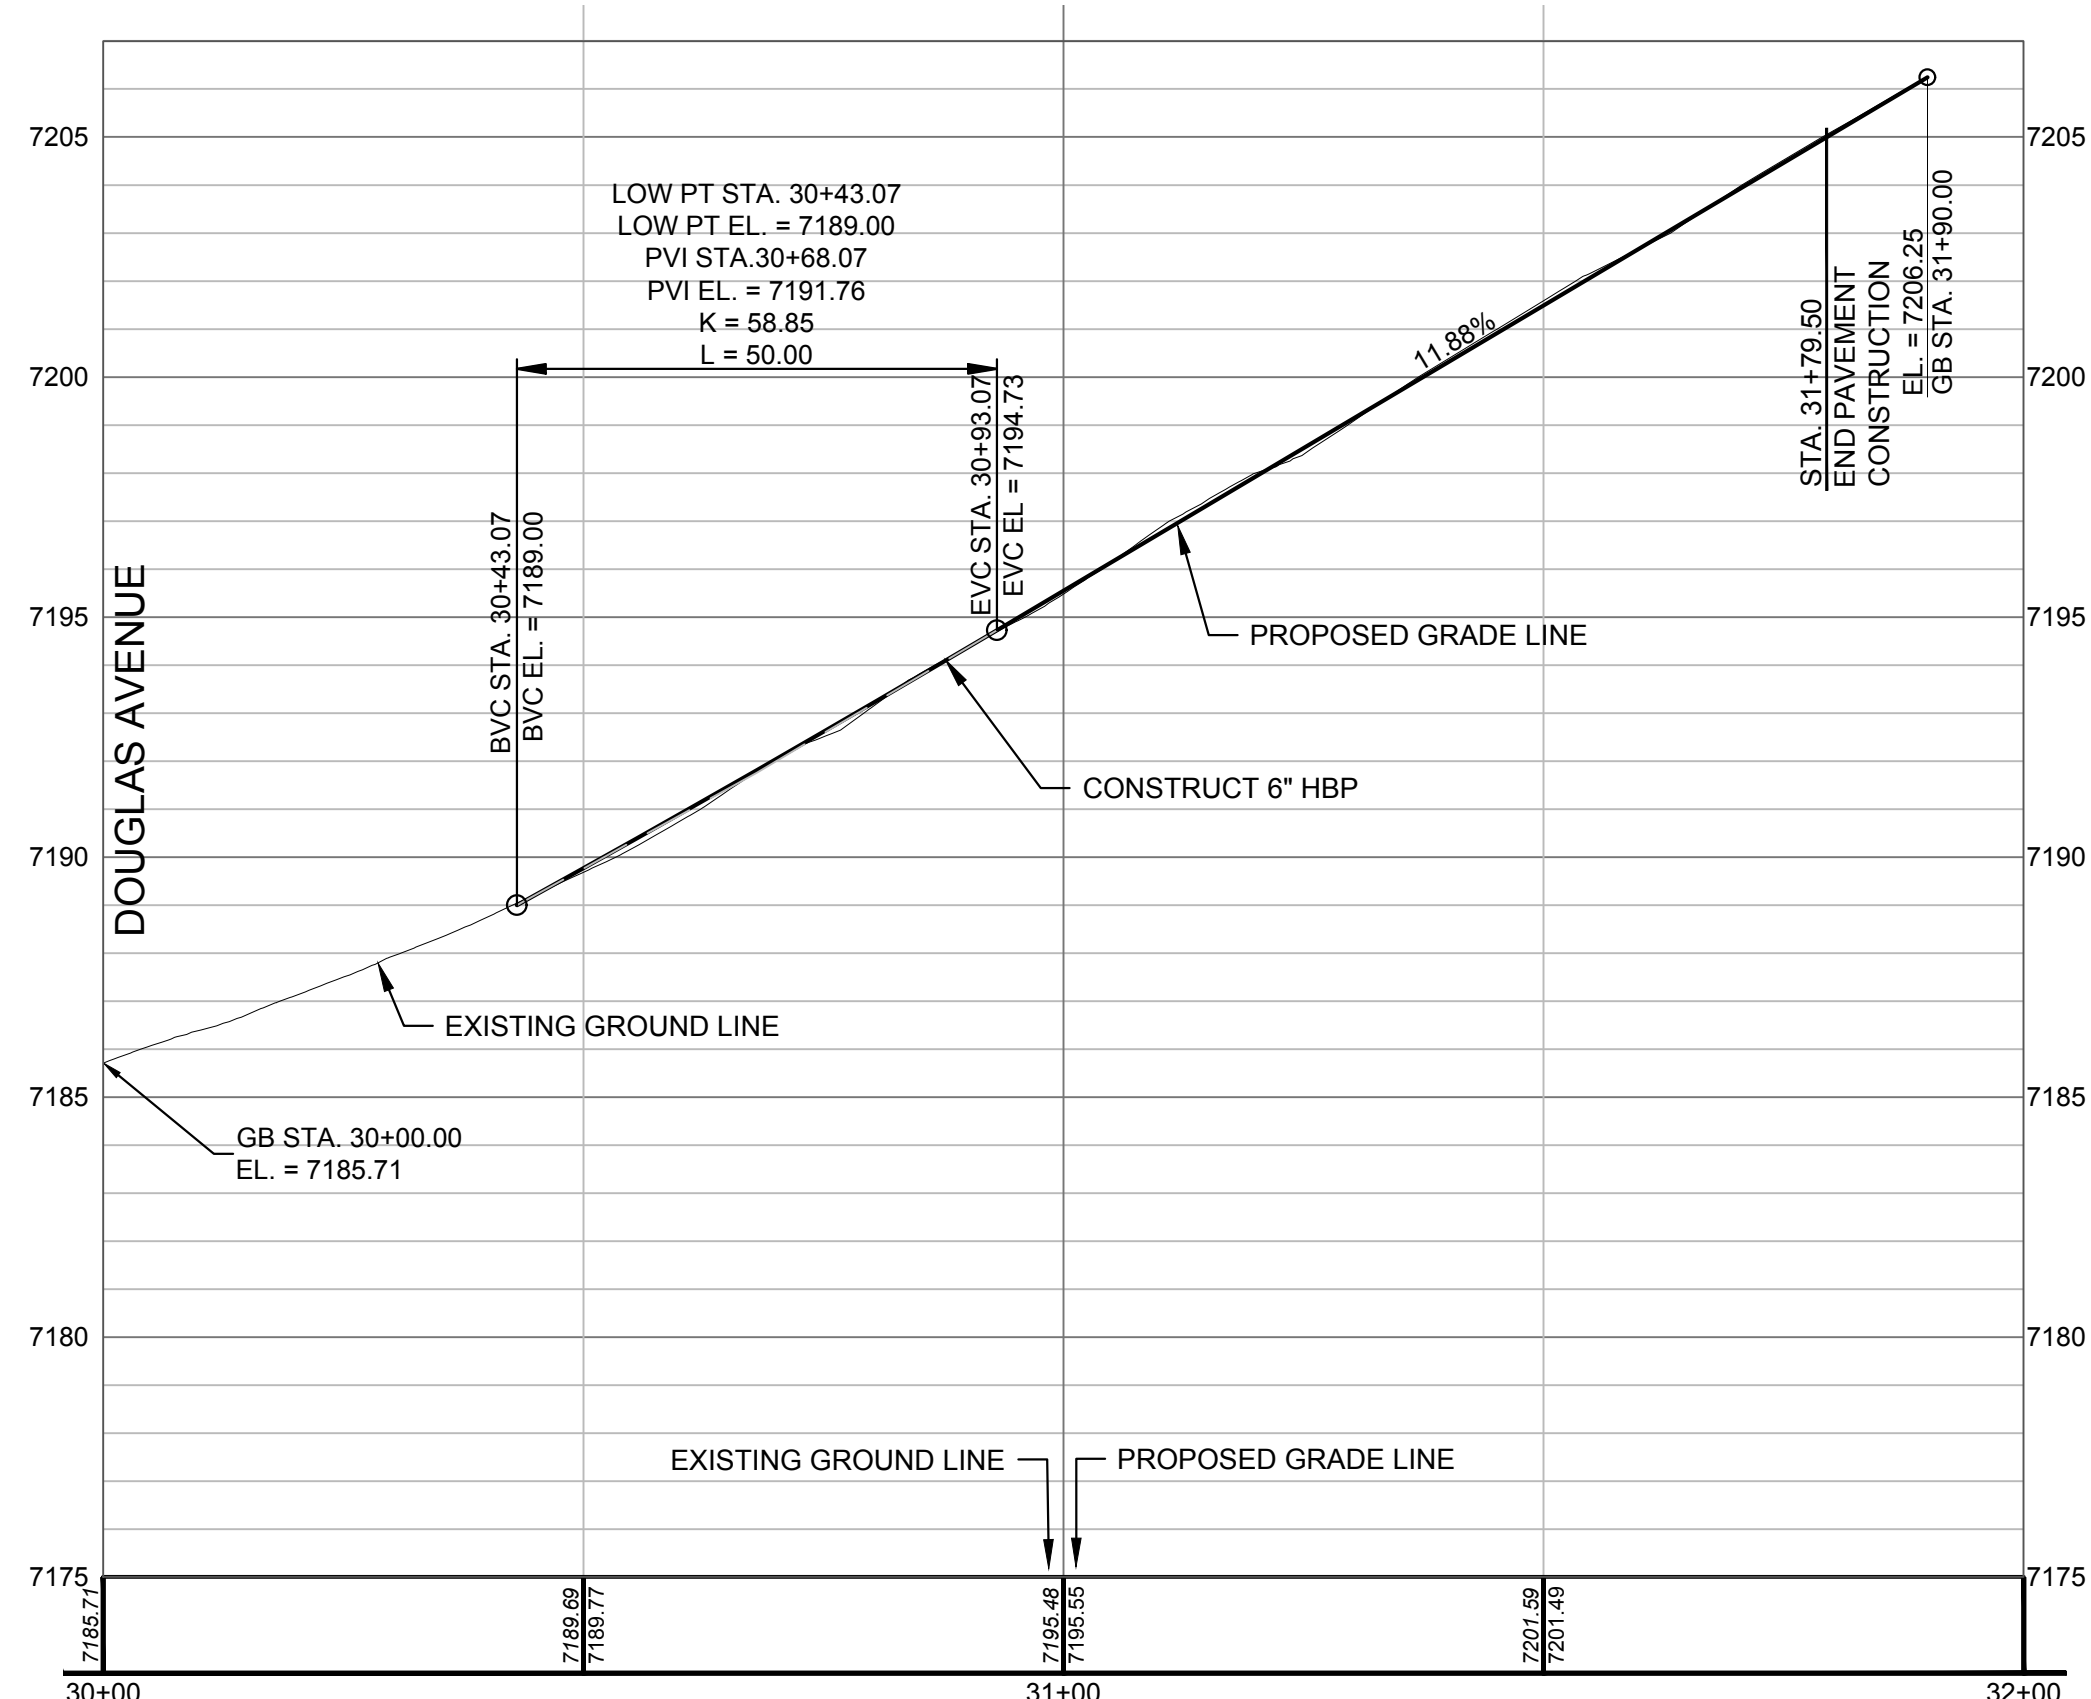 LOW PT STA. 30+43.07
LOW PT EL. = 7189.00
PVI STA.30+68.07
PVI EL. = 7191.76
K = 58.85
L = 50.00
7205
7205
7200
7200
7195
7195
7190
7190
7185
7185
7180
7180
7175
7175
DOUGLAS AVENUE
BVC STA. 30+43.07
BVC EL. = 7189.00
EVC STA. 30+93.07
EVC EL = 7194.73
11.88%
STA. 31+79.50
END PAVEMENT
CONSTRUCTION
EL. = 7206.25
GB STA. 31+90.00
PROPOSED GRADE LINE
CONSTRUCT 6" HBP
EXISTING GROUND LINE
GB STA. 30+00.00
EL. = 7185.71
EXISTING GROUND LINE
PROPOSED GRADE LINE
7185.71
7189.69
7189.77
7195.48
7195.55
7201.59
7201.49
30+00
31+00
32+00